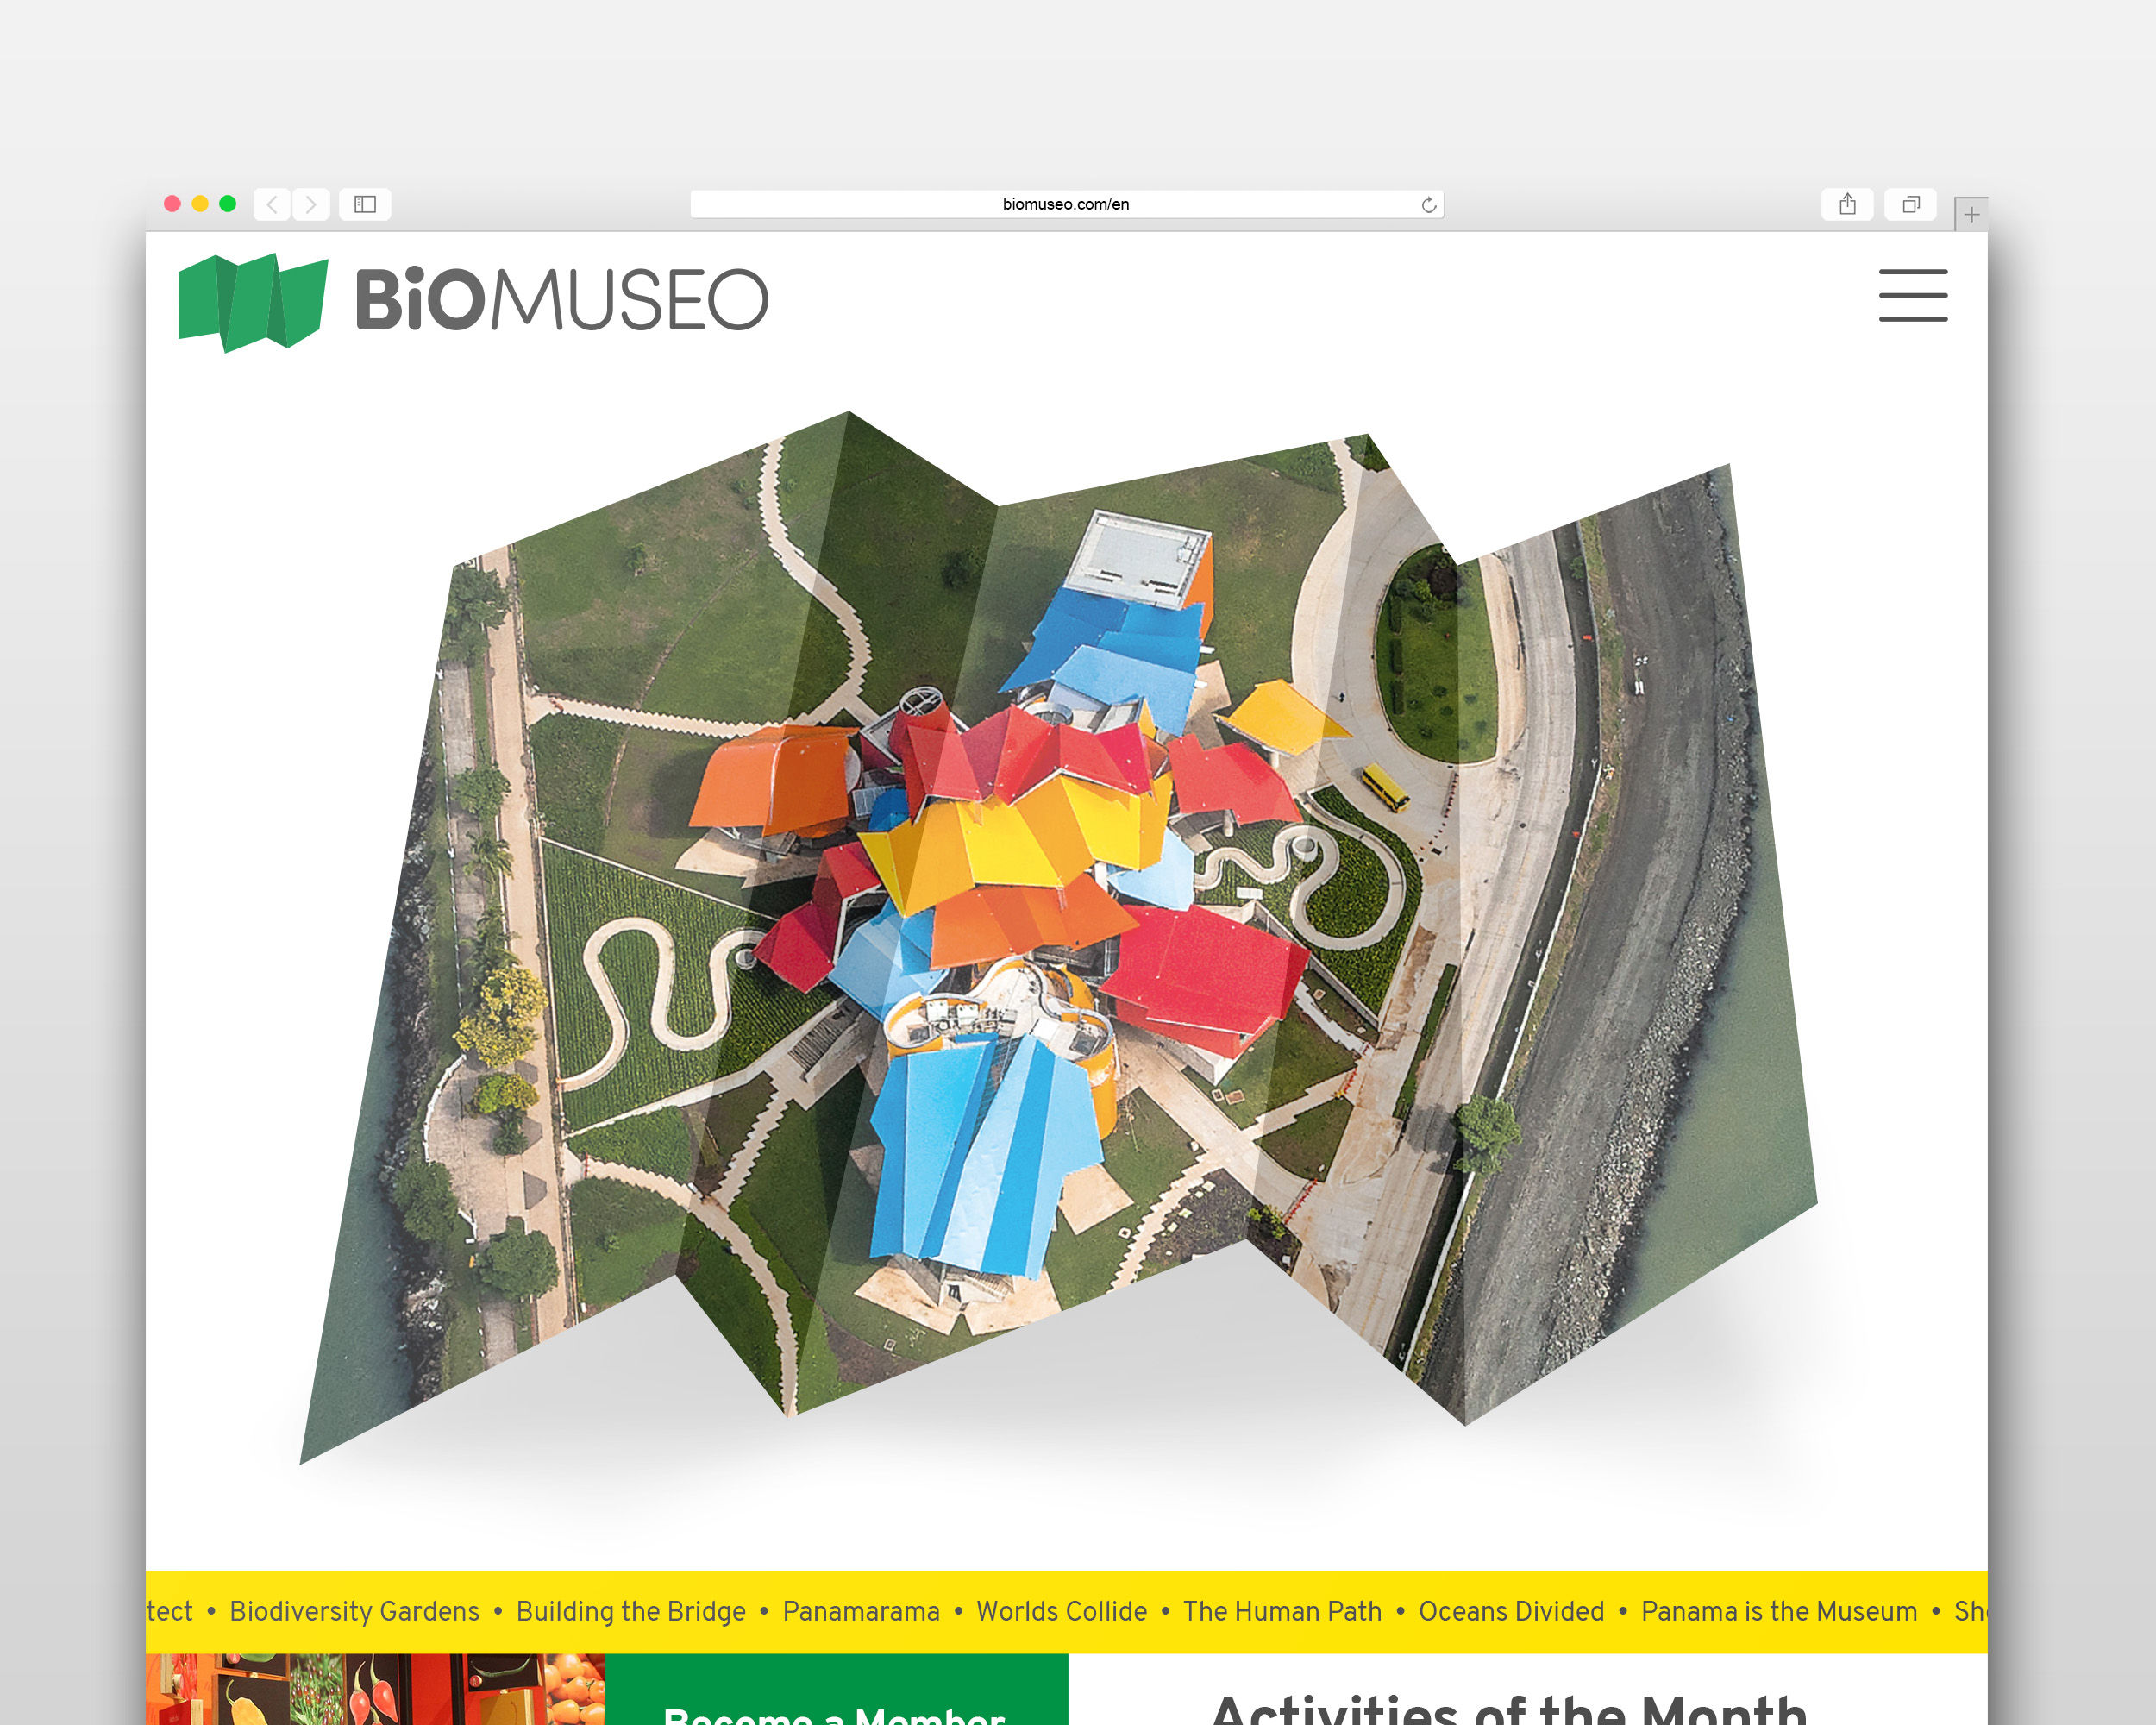 biomuseo.com/en
BiOMUSEO
tect • Biodiversity Gardens • Building the Bridge • Panamarama • Worlds Collide • The Human Path • Oceans Divided • Panama is the Museum • Sh
Become a Member
Activities of the Month